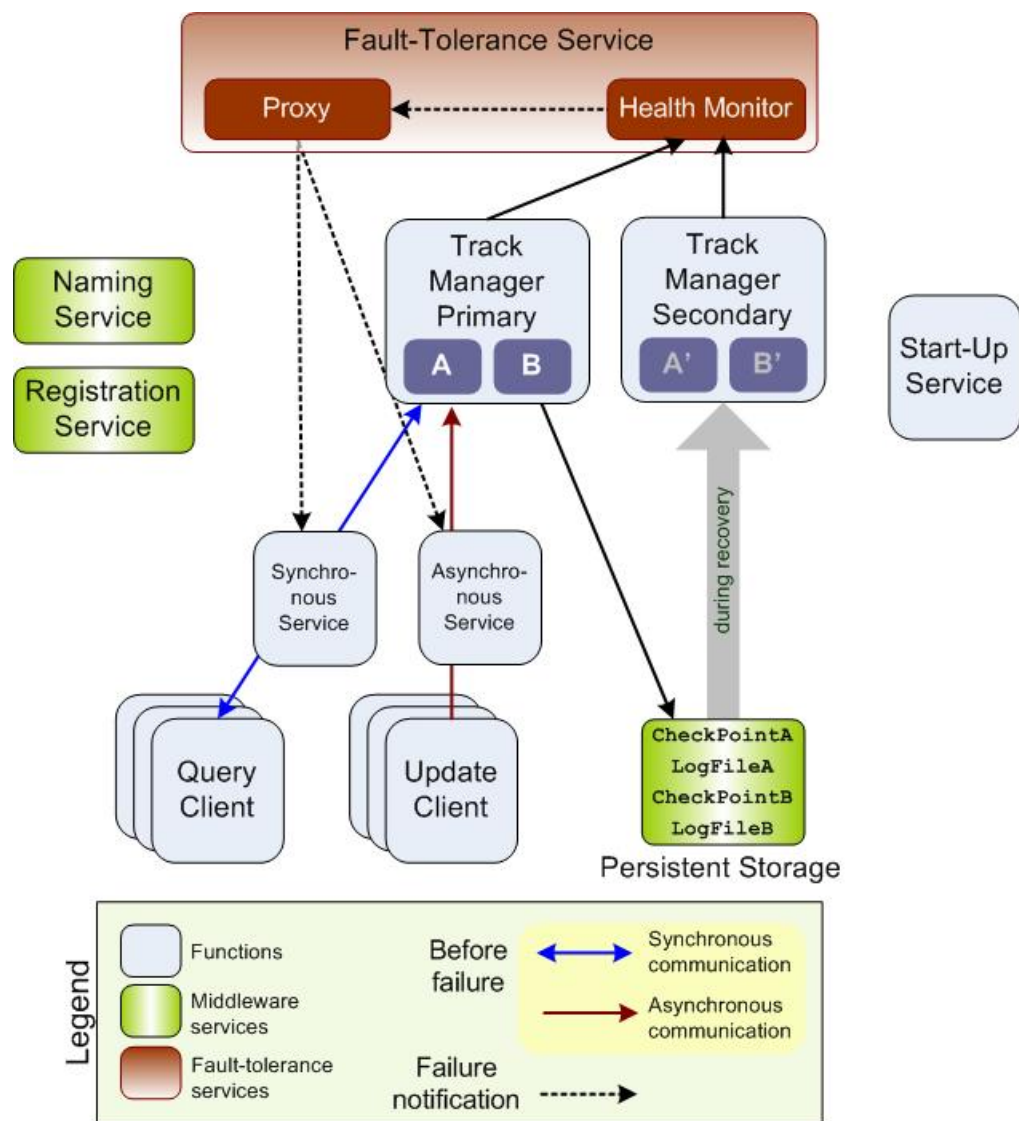 Fault-Tolerance Service
Proxy
Health Monitor
Naming
Service
Registration
Service
Track
Manager
Primary
A
B
Track
Manager
Secondary
A'
B'
Start-Up
Service
Synchro-
nous
Service
Asynchro-
nous
Service
during recovery
Query
Client
Update
Client
CheckPointA
LogFileA
CheckPointB
LogFileB
Persistent Storage
Legend
Functions
Middleware
services
Fault-tolerance
services
Before
failure
Synchronous
communication
Asynchronous
communication
Failure
notification